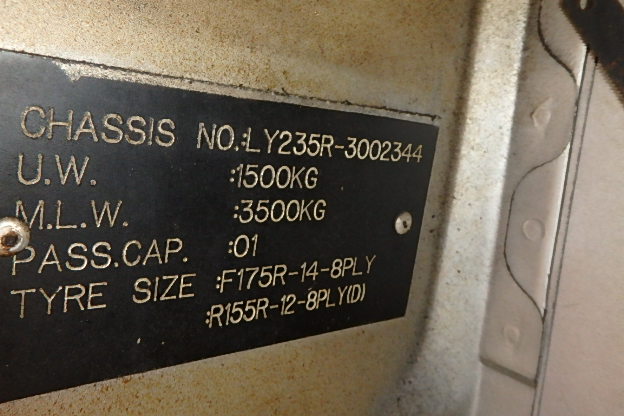 CHASSIS NO.:LY235R-3002344
U.W. :1500KG
M.L.W. :3500KG
PASS.CAP. :01
TYRE SIZE :F175R-14-8PLY
:R155R-12-8PLY(D)